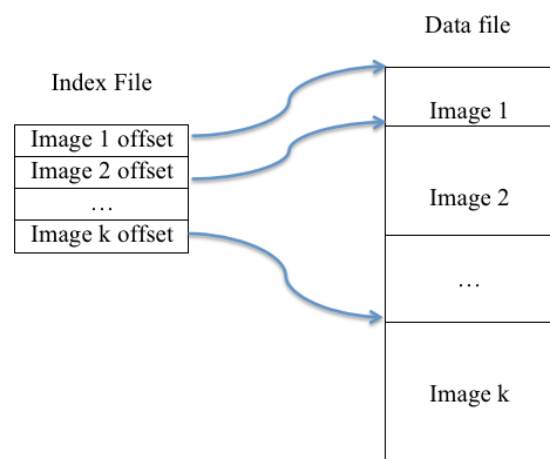 Data file
Index File
Image 1 offset
Image 2 offset
…
Image k offset
Image 1
Image 2
…
Image k